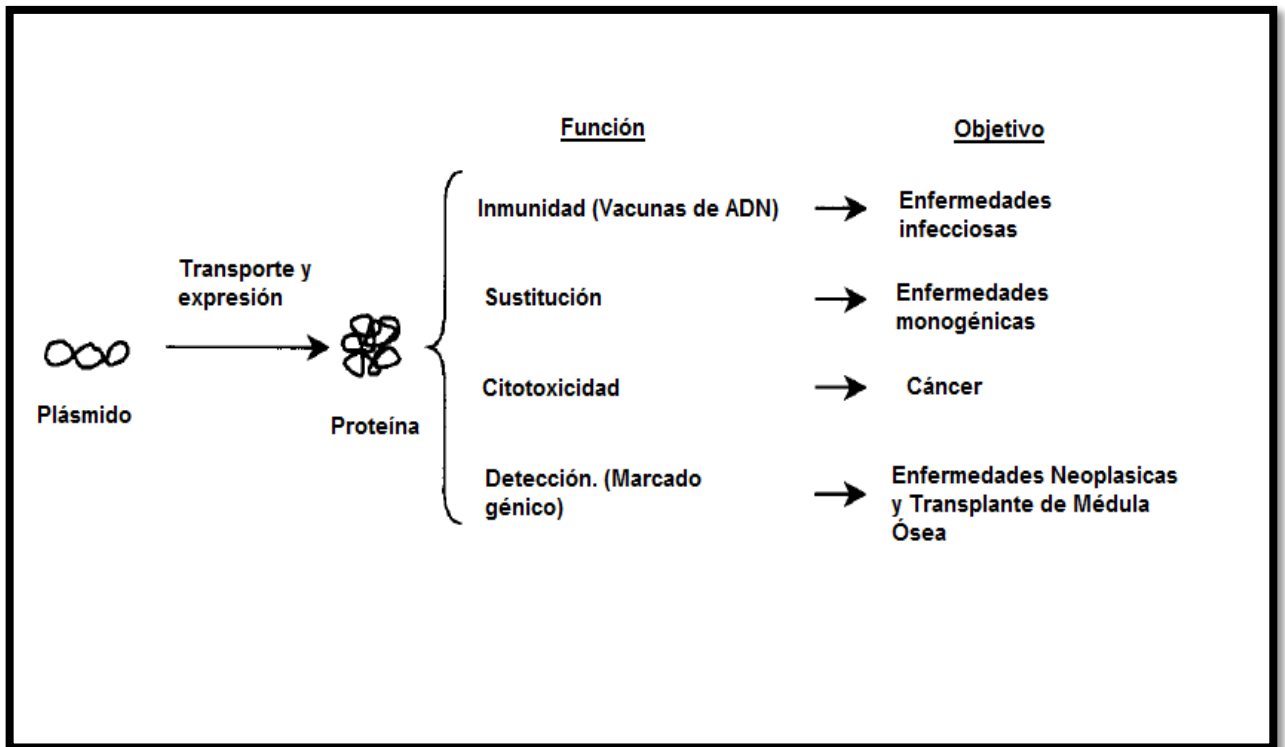 Función
Objetivo
Inmunidad (Vacunas de ADN)
Enfermedades
infecciosas
Transporte y
expresión
Sustitución
Enfermedades
monogénicas
Plásmido
Proteína
Citotoxicidad
Cáncer
Detección. (Marcado
génico)
Enfermedades Neoplasicas
y Transplante de Médula
Ósea